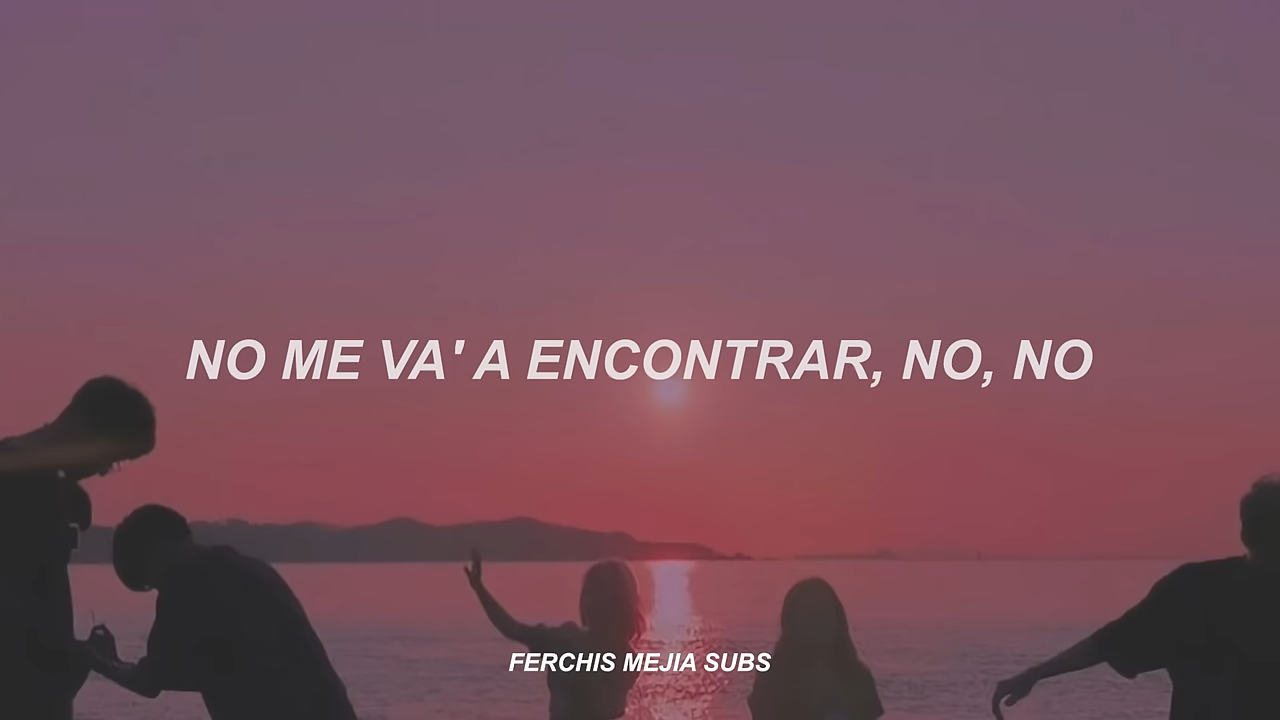 NO ME VA' A ENCONTRAR, NO, NO
FERCHIS MEJIA SUBS